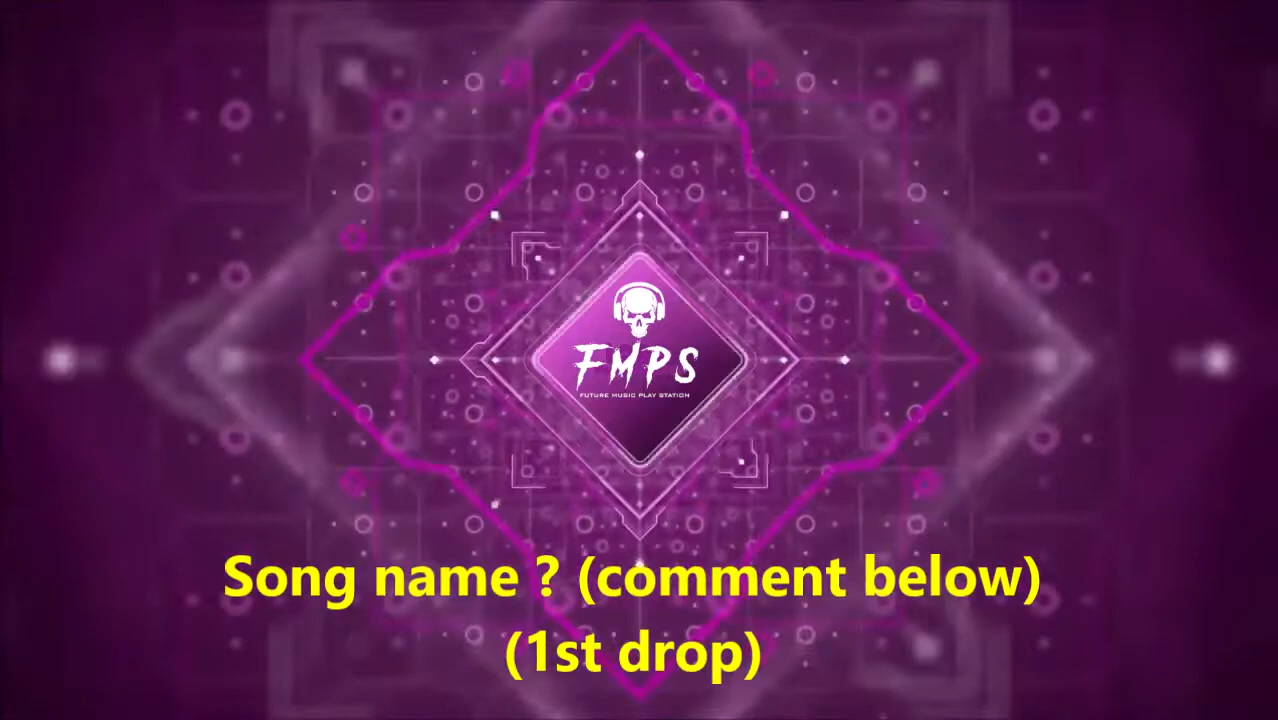 FMPS
FUTURE MUSIC PLAY STATION
Song name ? (comment below)
(1st drop)